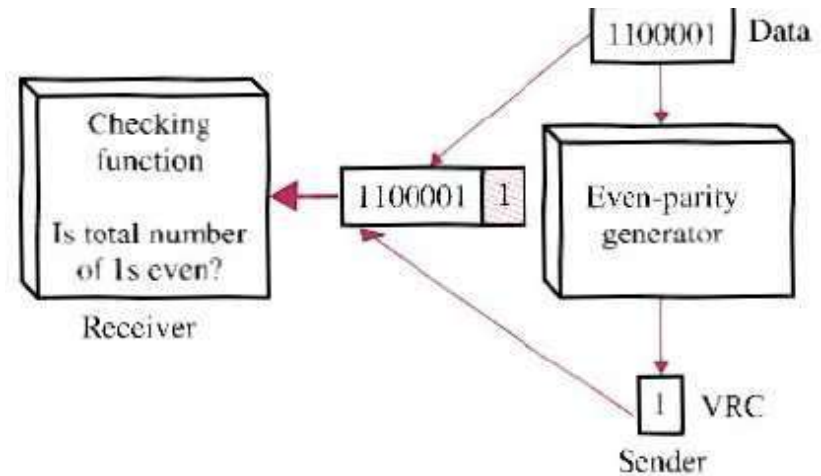 1100001 Data
Checking
function
Is total number
of 1s even?
Receiver
1100001 1
Even-parity
generator
1 VRC
Sender